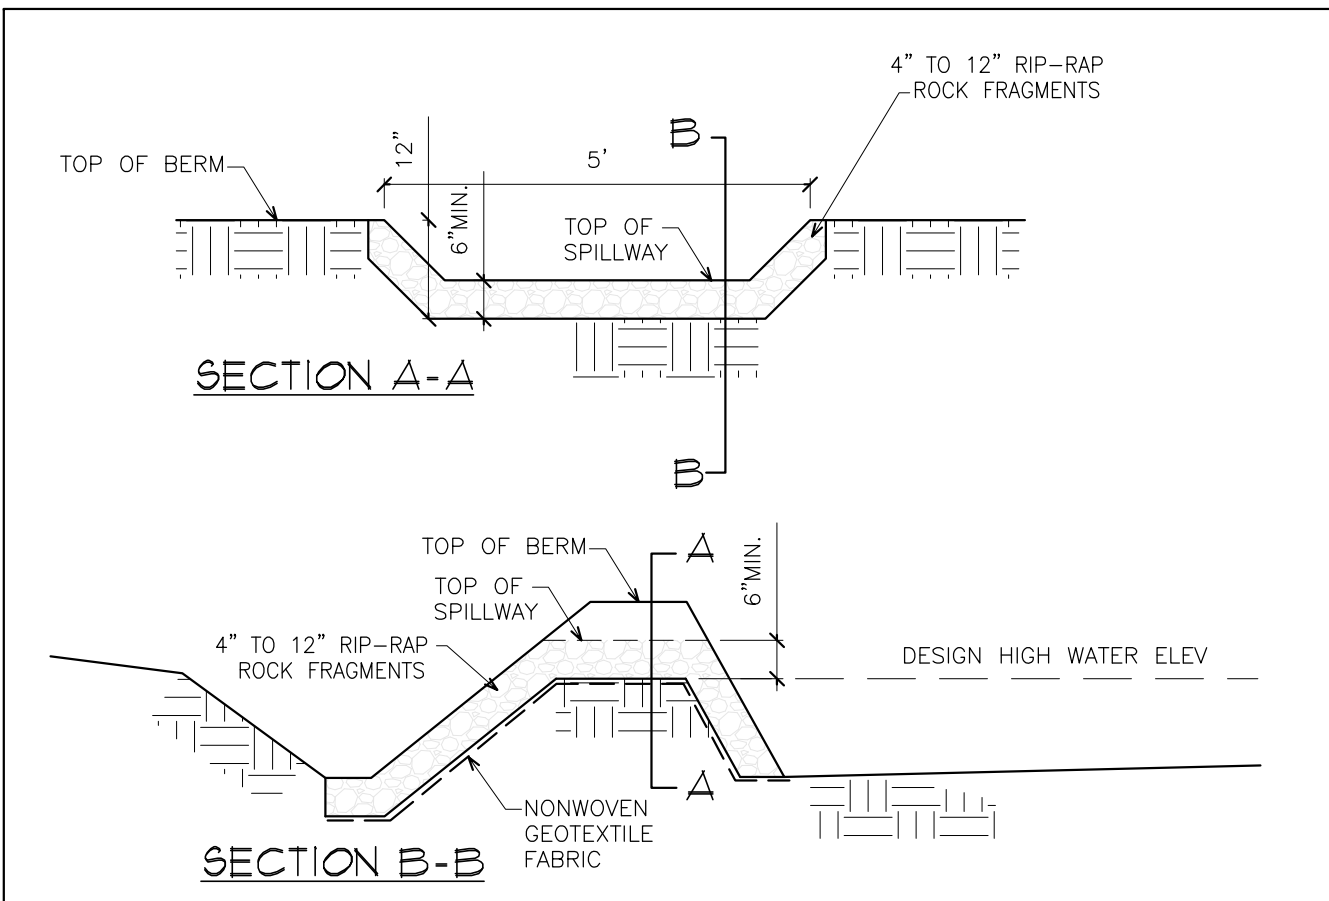 4” TO 12” RIP-RAP
ROCK FRAGMENTS
B
12”
5'
TOP OF BERM
6”MIN.
TOP OF
SPILLWAY
SECTION A-A
B
TOP OF BERM
A
6”MIN.
TOP OF
SPILLWAY
4” TO 12” RIP-RAP
ROCK FRAGMENTS
DESIGN HIGH WATER ELEV
A
NONWOVEN
GEOTEXTILE
FABRIC
SECTION B-B